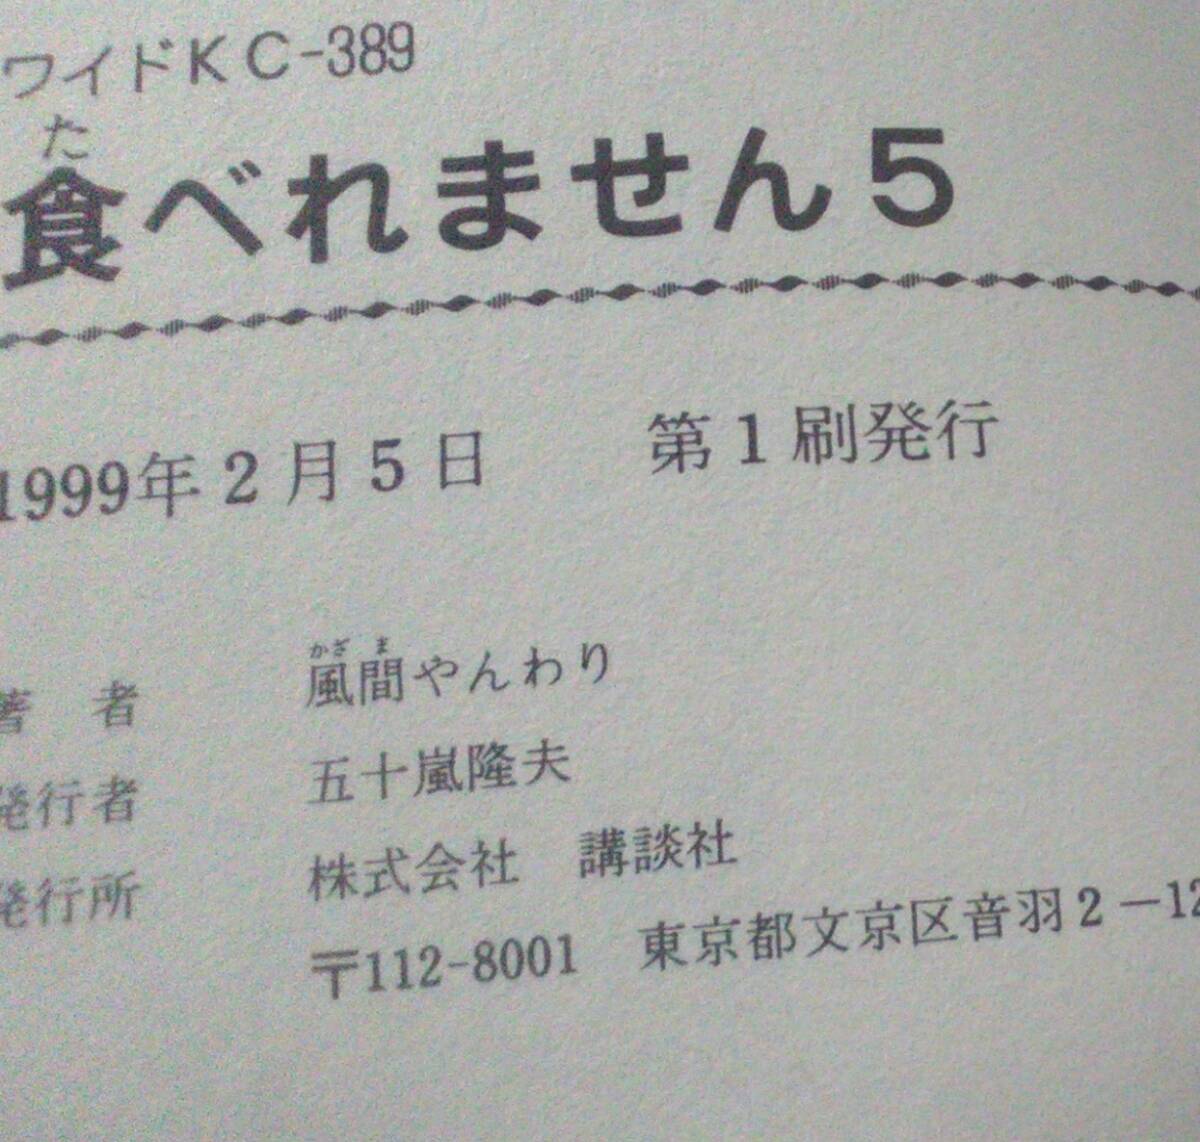 ワイドKC-389
た
食べれません5
1999年2月5日　第1刷発行
かざま
著者　風間やんわり
発行者　五十嵐隆夫
発行所　株式会社　講談社
〒112-8001　東京都文京区音羽2-12